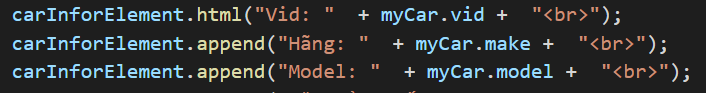 carInforElement.html("Vid: "  + myCar.vid +  "<br>");
carInforElement.append("Hãng: "  + myCar.make +  "<br>");
carInforElement.append("Model: "  + myCar.model +  "<br>");